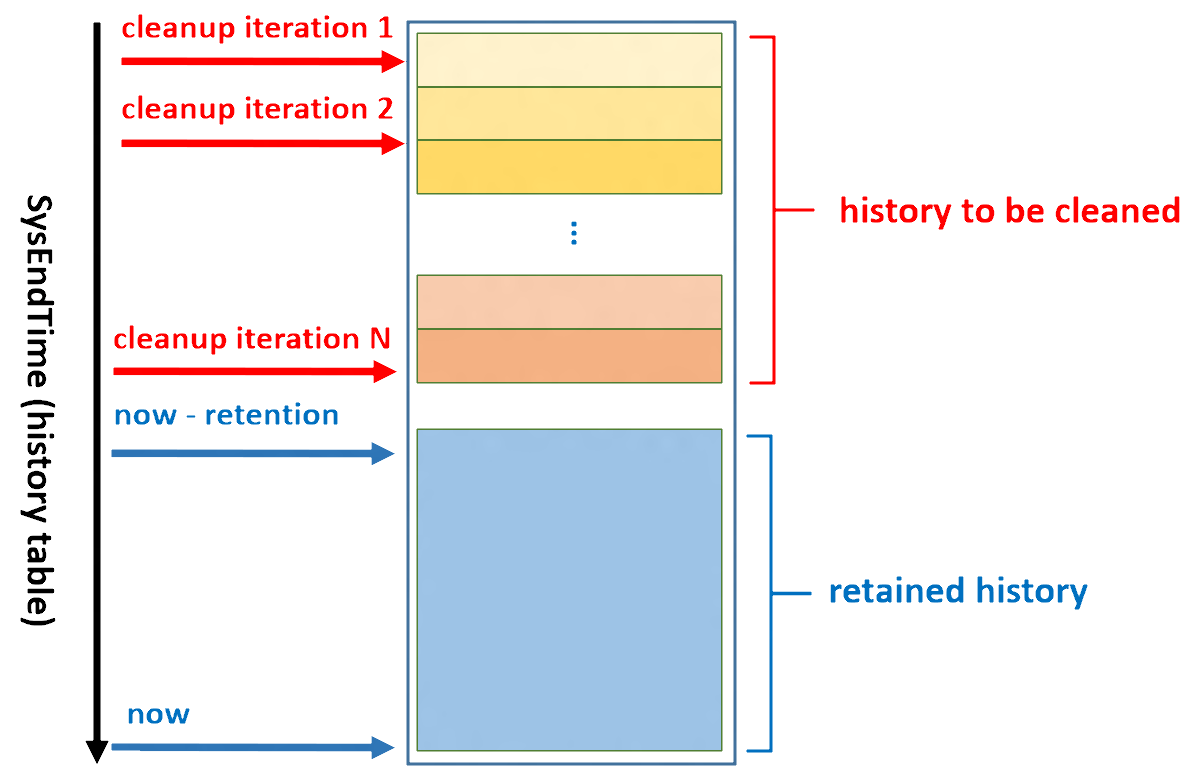 cleanup iteration 1
cleanup iteration 2
history to be cleaned
SysEndTime (history table)
cleanup iteration N
now - retention
retained history
now